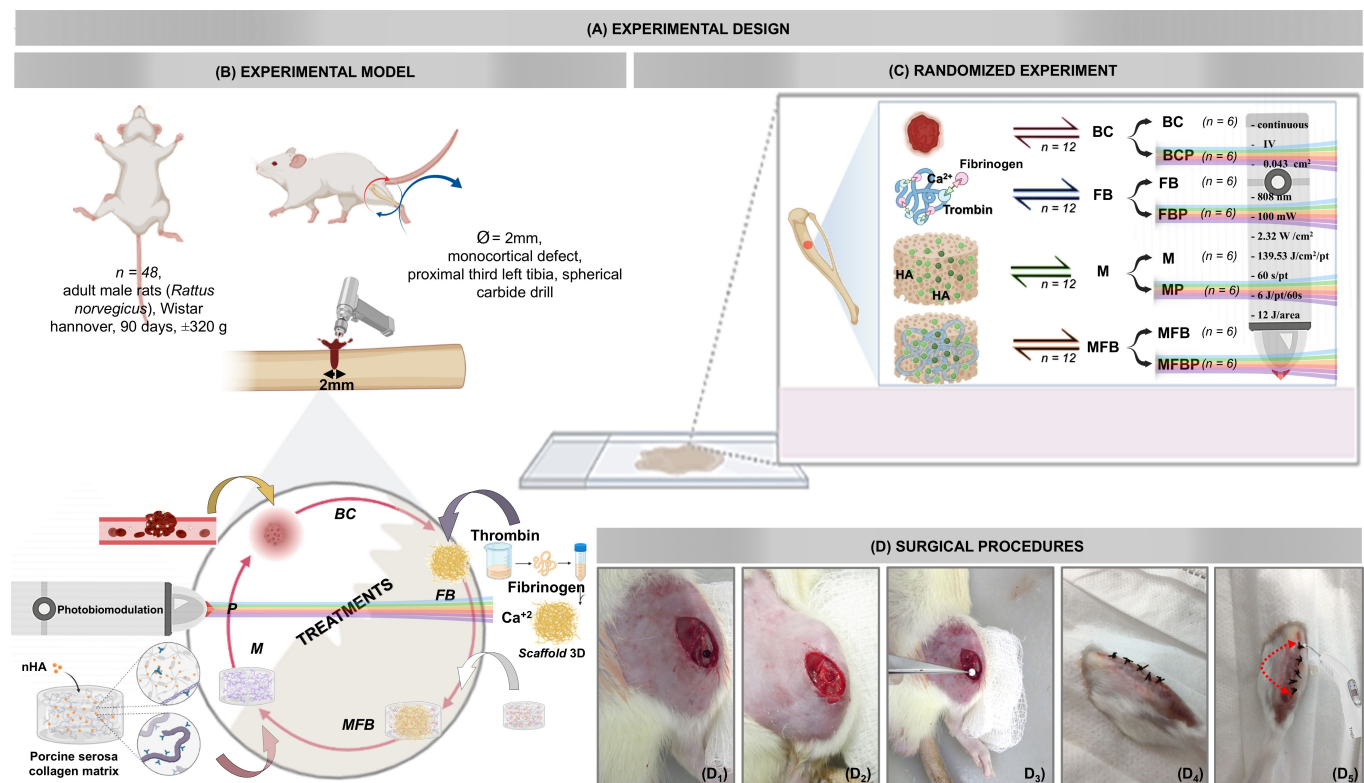 (A) EXPERIMENTAL DESIGN
(B) EXPERIMENTAL MODEL
n = 48,
adult male rats (Rattus
norvegicus), Wistar
hannover, 90 days, ±320 g
Ø = 2mm,
monocortical defect,
proximal third left tibia, spherical
carbide drill
2mm
TREATMENTS
BC
FB
MFB
M
P
Photobiomodulation
Thrombin
Fibrinogen
Ca+2
Scaffold 3D
nHA
Porcine serosa
collagen matrix
(C) RANDOMIZED EXPERIMENT
n = 12
BC
BC (n = 6)
BCP (n = 6)
Fibrinogen
Ca2+
Trombin
n = 12
FB
FB (n = 6)
FBP (n = 6)
HA
HA
n = 12
M
M (n = 6)
MP (n = 6)
n = 12
MFB
MFB (n = 6)
MFBP (n = 6)
- continuous
- IV
- 0.043 cm2
- 808 nm
- 100 mW
- 2.32 W /cm2
- 139.53 J/cm2/pt
- 60 s/pt
- 6 J/pt/60s
- 12 J/area
(D) SURGICAL PROCEDURES
(D1)
(D2)
D3)
(D4)
(D5)